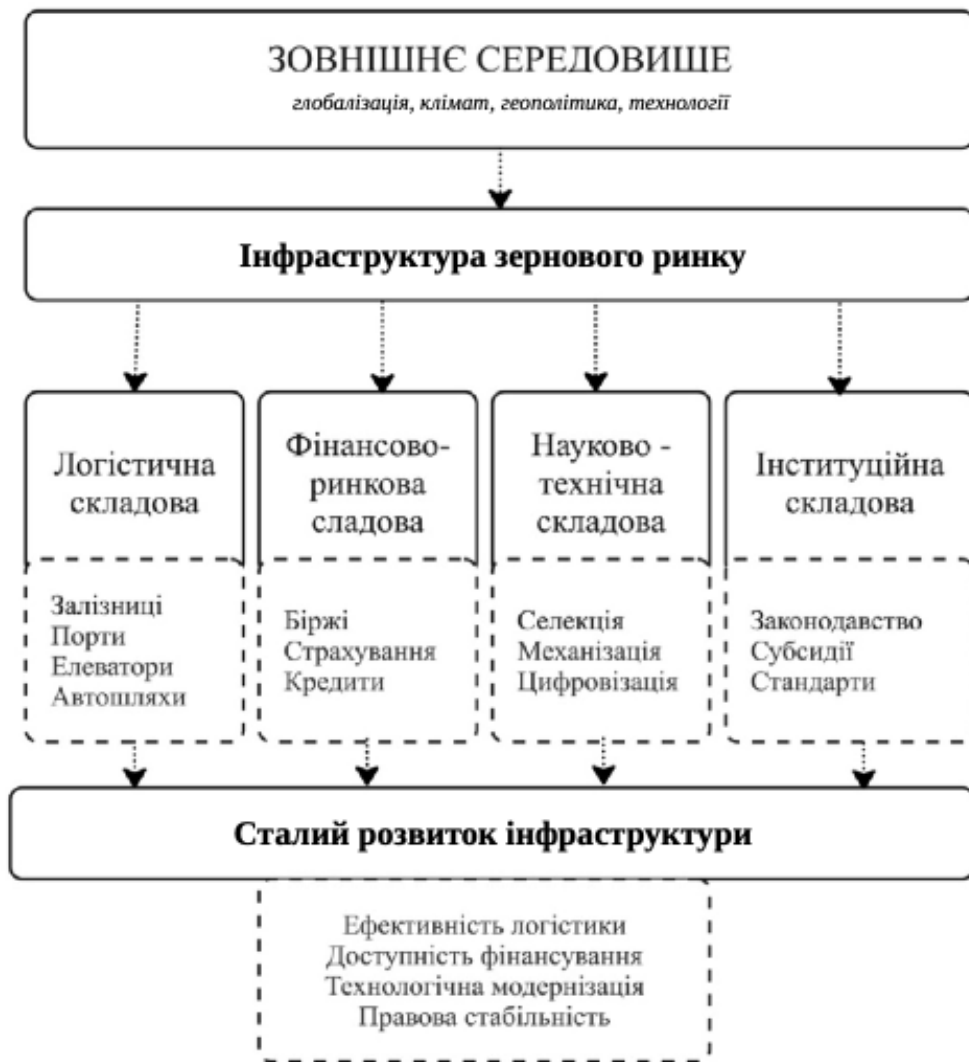 ЗОВНІШНЄ СЕРЕДОВИЩЕ
глобалізація, клімат, геополітика, технології
Інфраструктура зернового ринку
Логістична
складова
Фінансово-
ринкова
сладова
Науково -
технічна
складова
Інституційна
складова
Залізниці
Порти
Елеватори
Автошляхи
Біржі
Страхування
Кредити
Селекція
Механізація
Цифровізація
Законодавство
Субсидії
Стандарти
Сталий розвиток інфраструктури
Ефективність логістики
Доступність фінансування
Технологічна модернізація
Правова стабільність